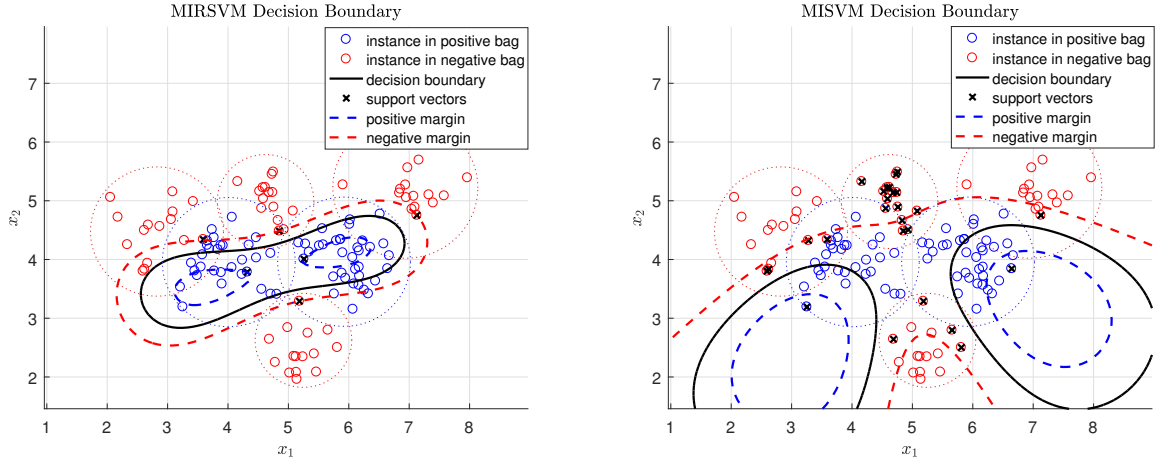 MIRSVM Decision Boundary
instance in positive bag
instance in negative bag
decision boundary
support vectors
positive margin
negative margin
7
6
5
4
3
2
x2
1 2 3 4 5 6 7 8
x1
MISVM Decision Boundary
instance in positive bag
instance in negative bag
decision boundary
support vectors
positive margin
negative margin
7
6
5
4
3
2
x2
1 2 3 4 5 6 7 8
x1